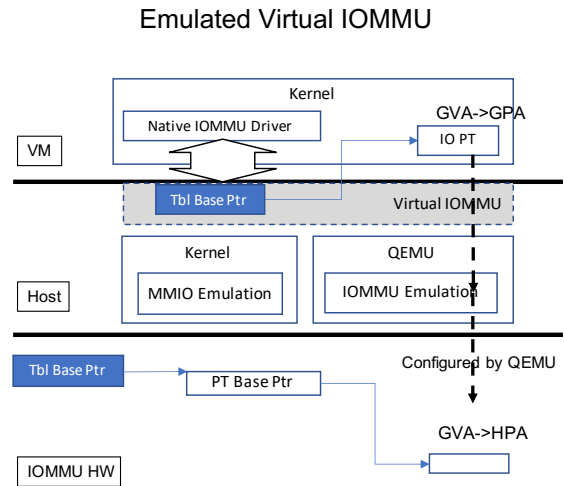 Emulated Virtual IOMMU
Kernel
GVA->GPA
Native IOMMU Driver
IO PT
VM
Tbl Base Ptr
Virtual IOMMU
Kernel
QEMU
MMIO Emulation
IOMMU Emulation
Host
Configured by QEMU
Tbl Base Ptr
PT Base Ptr
GVA->HPA
IOMMU HW